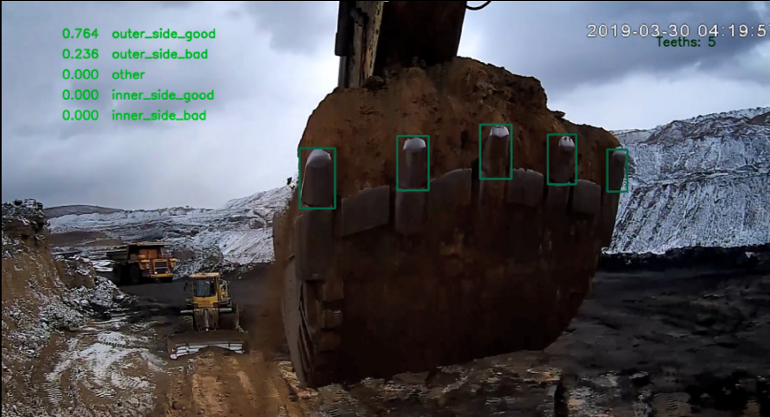 0.764 outer_side_good
0.236 outer_side_bad
0.000 other
0.000 inner_side_good
0.000 inner_side_bad
2019-03-30 04:19:5
Teeths: 5